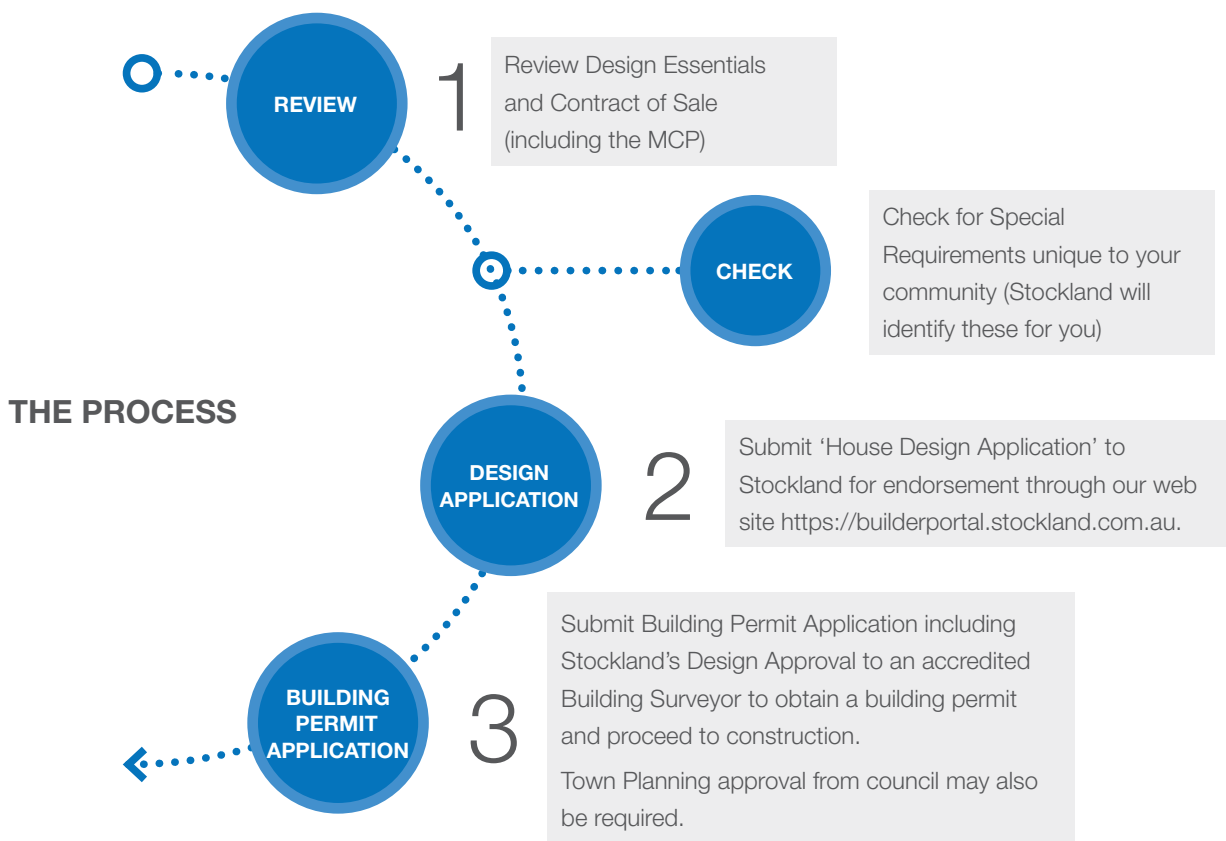 REVIEW
1
Review Design Essentials
and Contract of Sale
(including the MCP)
CHECK
Check for Special
Requirements unique to your
community (Stockland will
identify these for you)
THE PROCESS
DESIGN
APPLICATION
2
Submit ‘House Design Application’ to
Stockland for endorsement through our web
site https://builderportal.stockland.com.au.
BUILDING
PERMIT
APPLICATION
3
Submit Building Permit Application including
Stockland’s Design Approval to an accredited
Building Surveyor to obtain a building permit
and proceed to construction.
Town Planning approval from council may also
be required.